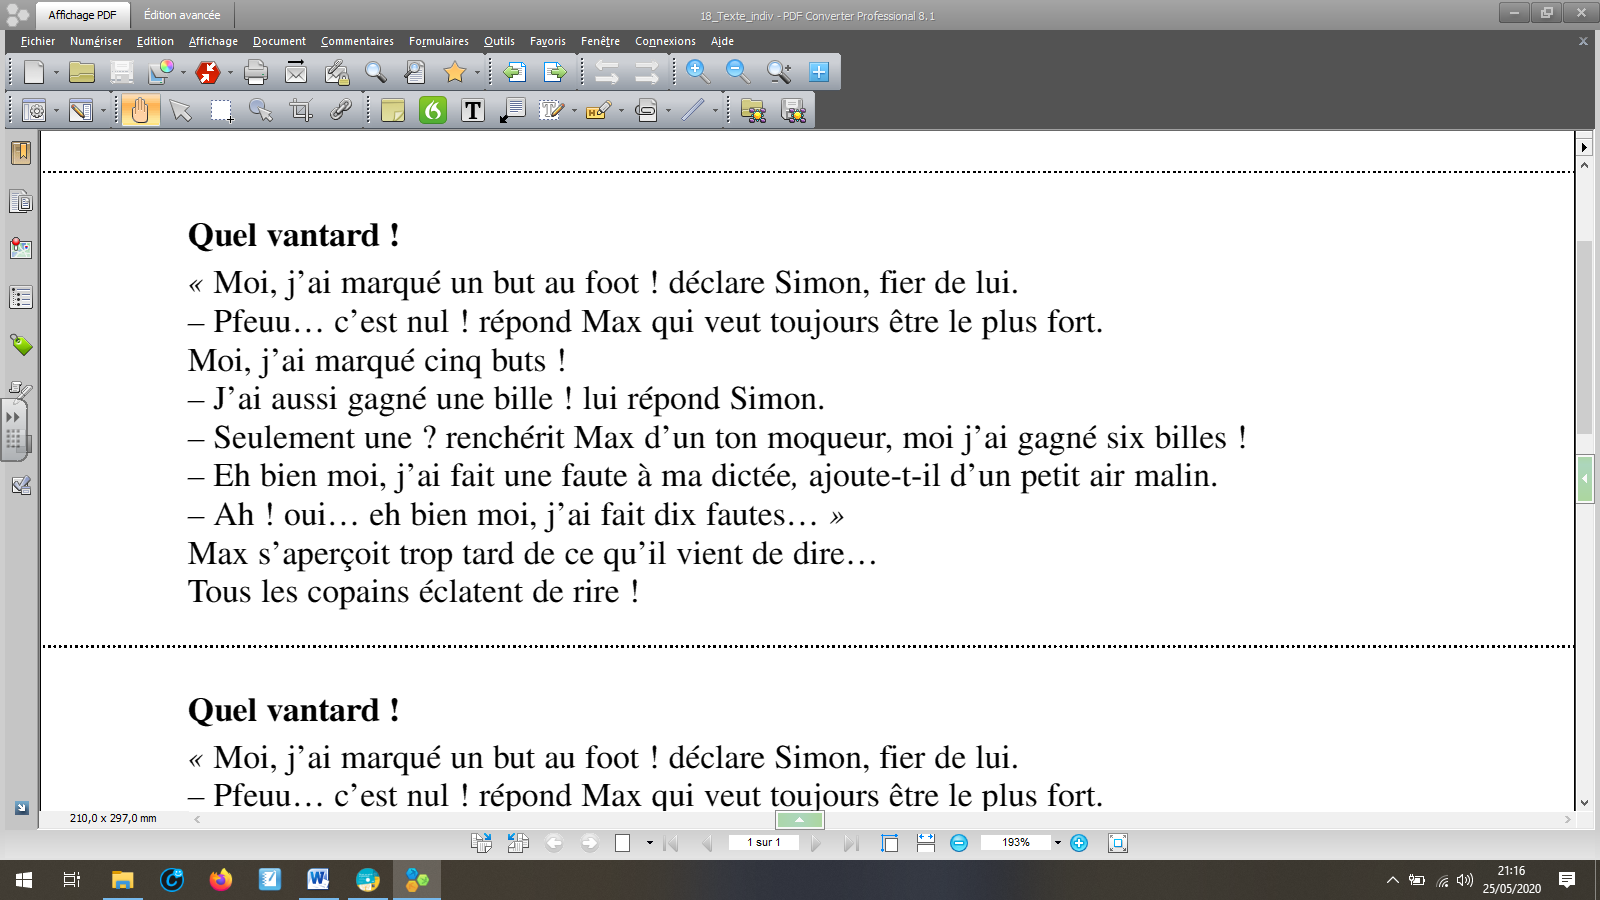 Affichage PDF
Édition avancée
18_Texte_indiv - PDF Converter Professional 8.1
Fichier Numériser Edition Affichage Document Commentaires Formulaires Outils Favoris Fenêtre Connexions Aide
Quel vantard !
« Moi, j’ai marqué un but au foot ! déclare Simon, fier de lui.
– Pfeuu… c’est nul ! répond Max qui veut toujours être le plus fort.
Moi, j’ai marqué cinq buts !
– J’ai aussi gagné une bille ! lui répond Simon.
– Seulement une ? renchérit Max d’un ton moqueur, moi j’ai gagné six billes !
– Eh bien moi, j’ai fait une faute à ma dictée, ajoute-t-il d’un petit air malin.
– Ah ! oui… eh bien moi, j’ai fait dix fautes… »
Max s’aperçoit trop tard de ce qu’il vient de dire…
Tous les copains éclatent de rire !
Quel vantard !
« Moi, j’ai marqué un but au foot ! déclare Simon, fier de lui.
– Pfeuu… c’est nul ! répond Max qui veut toujours être le plus fort.
210,0 x 297,0 mm
1 sur 1
193%
21:16
25/05/2020